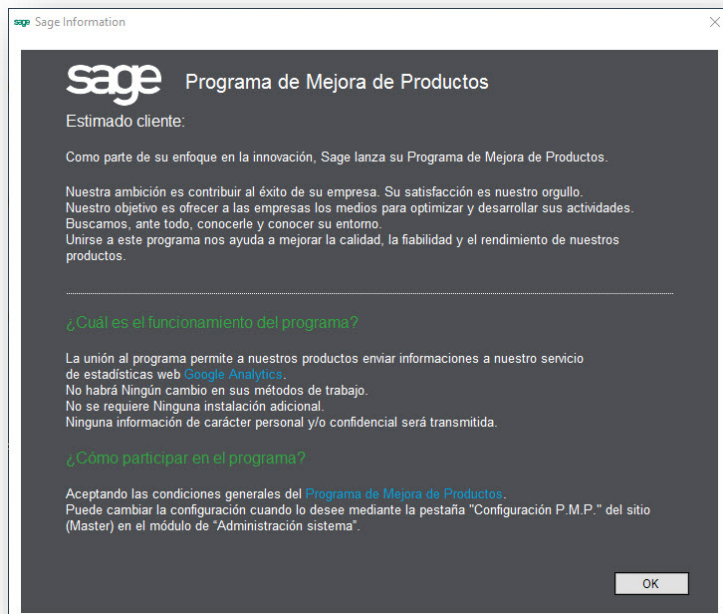 sage Sage Information
sage Programa de Mejora de Productos
Estimado cliente:
Como parte de su enfoque en la innovación, Sage lanza su Programa de Mejora de Productos.
Nuestra ambición es contribuir al éxito de su empresa. Su satisfacción es nuestro orgullo.
Nuestro objetivo es ofrecer a las empresas los medios para optimizar y desarrollar sus actividades.
Buscamos, ante todo, conocerle y conocer su entorno.
Unirse a este programa nos ayuda a mejorar la calidad, la fiabilidad y el rendimiento de nuestros
productos.
¿Cuál es el funcionamiento del programa?
La unión al programa permite a nuestros productos enviar informaciones a nuestro servicio
de estadísticas web Google Analytics.
No habrá Ningún cambio en sus métodos de trabajo.
No se requiere Ninguna instalación adicional.
Ninguna información de carácter personal y/o confidencial será transmitida.
¿Cómo participar en el programa?
Aceptando las condiciones generales del Programa de Mejora de Productos.
Puede cambiar la configuración cuando lo desee mediante la pestaña "Configuración P.M.P." del sitio
(Master) en el módulo de “Administración sistema”.
OK